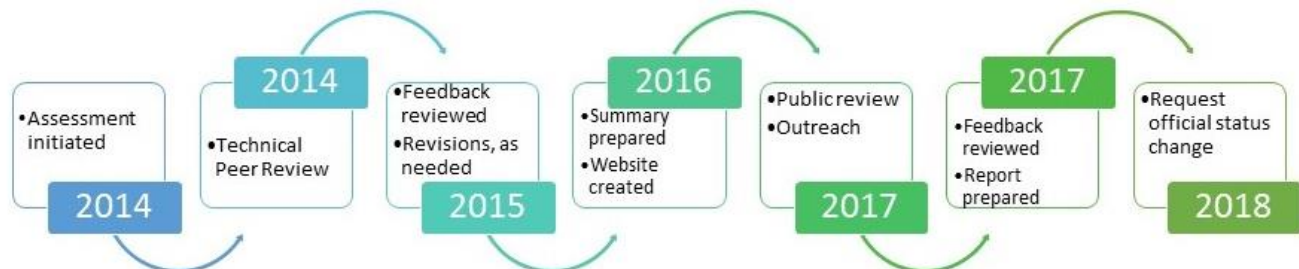 •Assessment
initiated
2014
2014
•Technical
Peer Review
•Feedback
reviewed
•Revisions, as
needed
2015
2016
•Summary
prepared
•Website
created
•Public review
•Outreach
2017
2017
•Feedback
reviewed
•Report
prepared
•Request
official status
change
2018